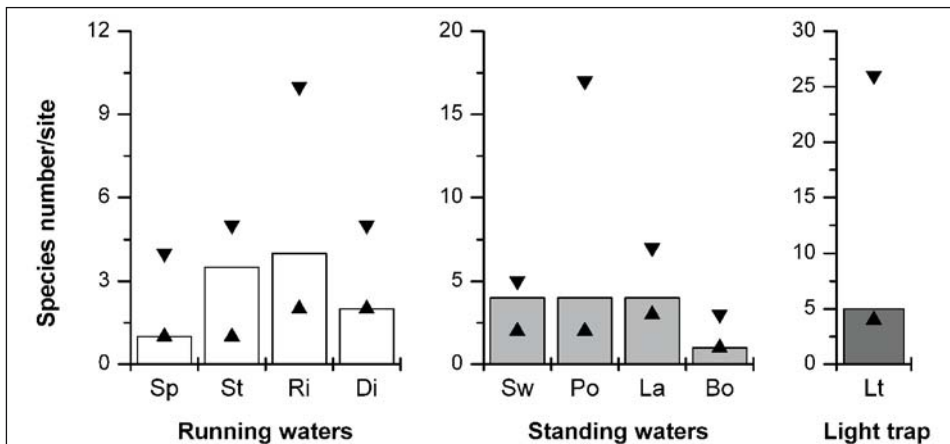 Species number/site
12
9
6
3
0
Sp St Ri Di
Running waters
20
15
10
5
0
Sw Po La Bo
Standing waters
30
25
20
15
10
5
0
Lt
Light trap